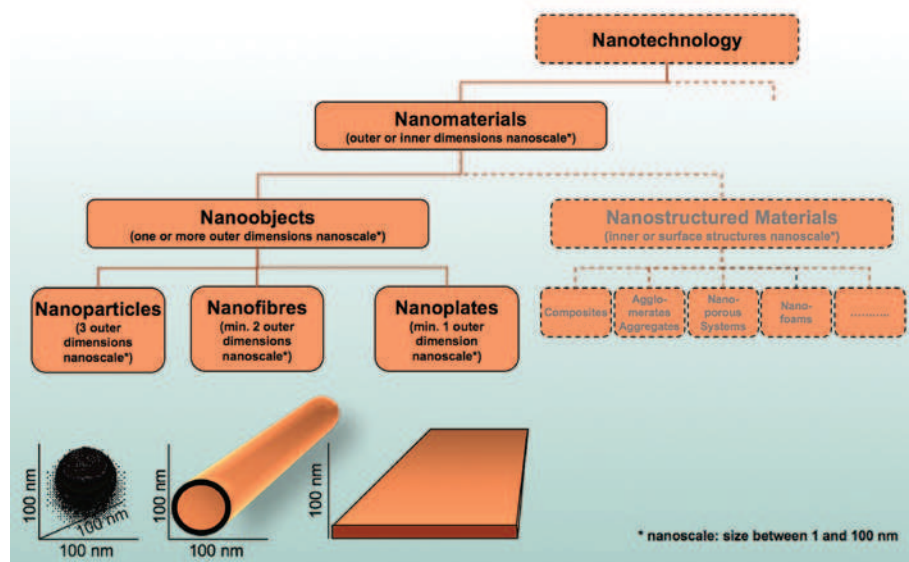 Nanotechnology
Nanomaterials
(outer or inner dimensions nanoscale*)
Nanoobjects
(one or more outer dimensions nanoscale*)
Nanostructured Materials
(inner or surface structures nanoscale*)
Nanoparticles
(3 outer
dimensions
nanoscale*)
Nanofibres
(min. 2 outer
dimensions
nanoscale*)
Nanoplates
(min. 1 outer
dimension
nanoscale*)
Composites
Agglo-
merates
Aggregates
Nano-
porous
Systems
Nano-
foams
...........
100 nm
100 nm
100 nm
100 nm
100 nm
100 nm
* nanoscale: size between 1 and 100 nm